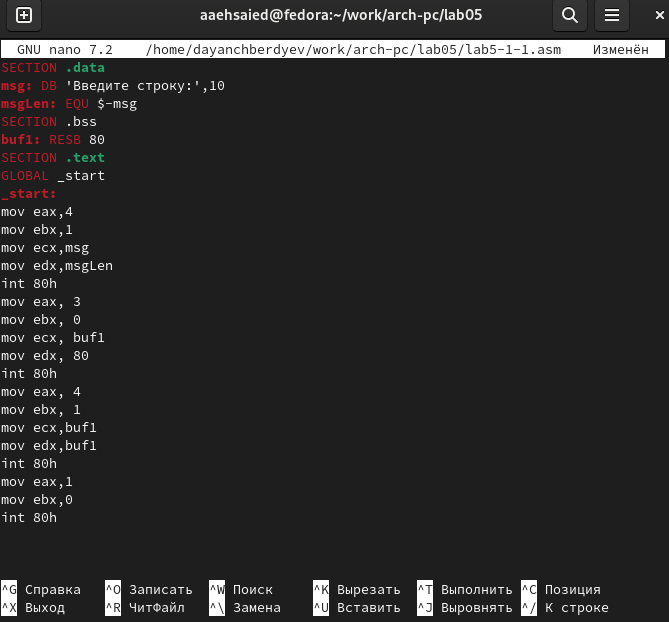 aaehsaied@fedora:~/work/arch-pc/lab05
GNU nano 7.2 /home/dayanchberdyev/work/arch-pc/lab05/lab5-1-1.asm Изменён
SECTION .data
msg: DB 'Введите строку:',10
msgLen: EQU $-msg
SECTION .bss
buf1: RESB 80
SECTION .text
GLOBAL _start
_start:
mov eax,4
mov ebx,1
mov ecx,msg
mov edx,msgLen
int 80h
mov eax, 3
mov ebx, 0
mov ecx, buf1
mov edx, 80
int 80h
mov eax, 4
mov ebx, 1
mov ecx,buf1
mov edx,buf1
int 80h
mov eax,1
mov ebx,0
int 80h
^G Справка ^O Записать ^W Поиск ^K Вырезать ^T Выполнить ^C Позиция
^X Выход ^R ЧитФайл ^\ Замена ^U Вставить ^J Выровнять ^/ К строке